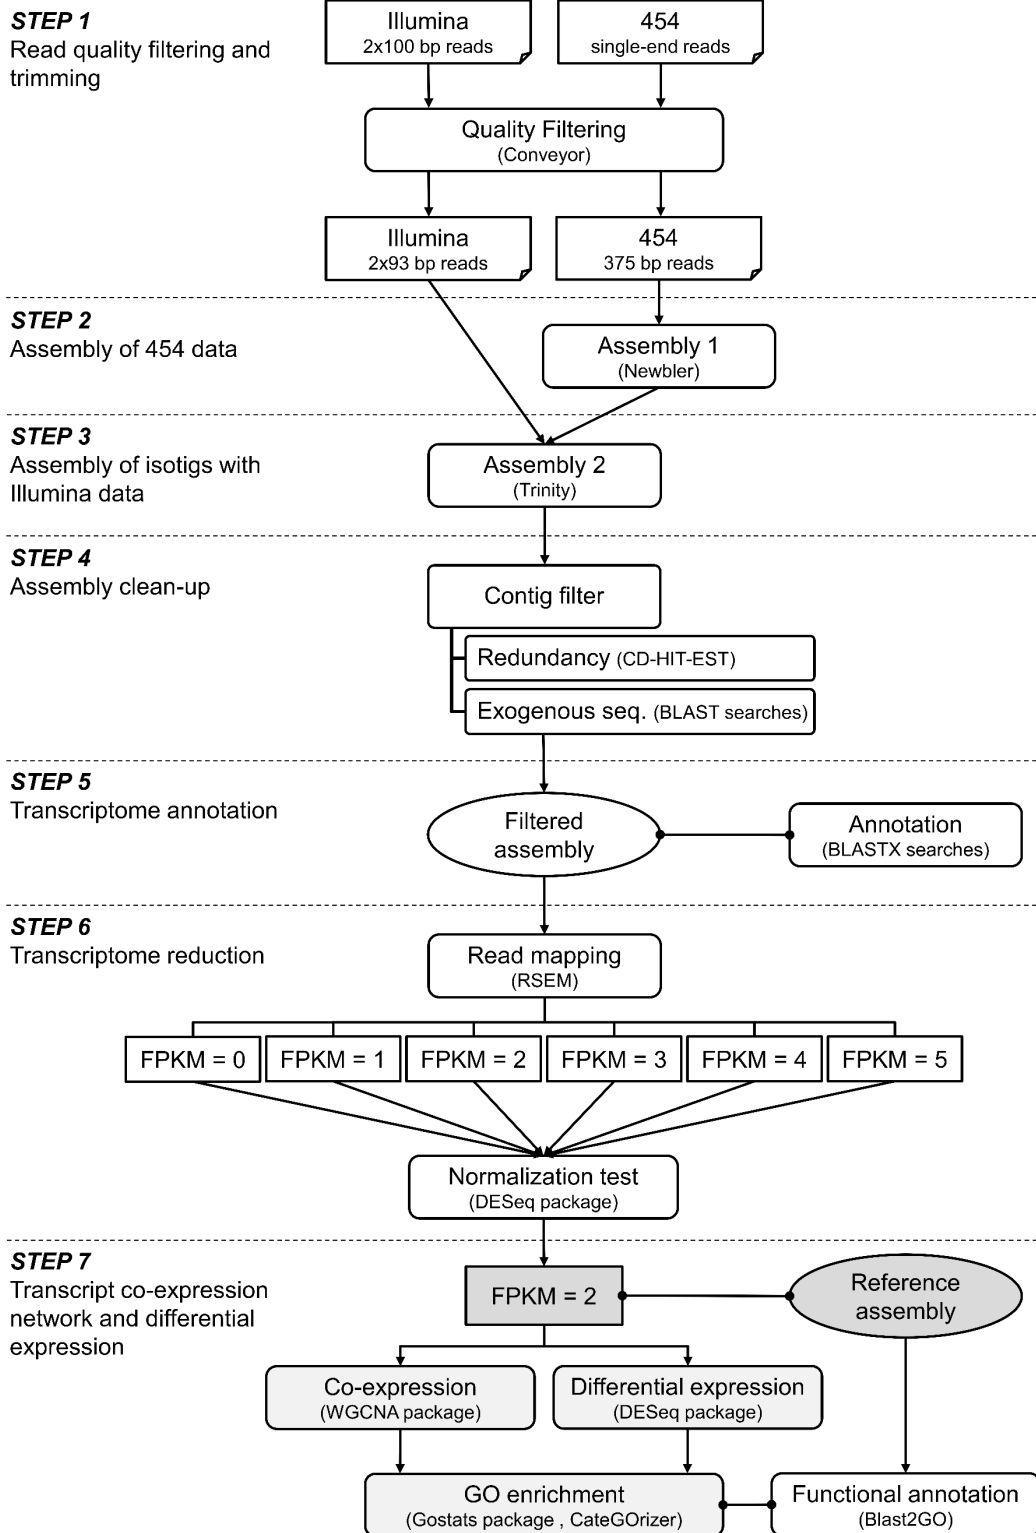 STEP 1
Read quality filtering and
trimming
Illumina
2x100 bp reads
454
single-end reads
Quality Filtering
(Conveyor)
Illumina
2x93 bp reads
454
375 bp reads
STEP 2
Assembly of 454 data
Assembly 1
(Newbler)
STEP 3
Assembly of isotigs with
Illumina data
Assembly 2
(Trinity)
STEP 4
Assembly clean-up
Contig filter
Redundancy (CD-HIT-EST)
Exogenous seq. (BLAST searches)
STEP 5
Transcriptome annotation
Filtered
assembly
Annotation
(BLASTX searches)
STEP 6
Transcriptome reduction
Read mapping
(RSEM)
FPKM = 0
FPKM = 1
FPKM = 2
FPKM = 3
FPKM = 4
FPKM = 5
Normalization test
(DESeq package)
STEP 7
Transcript co-expression
network and differential
expression
FPKM = 2
Reference
assembly
Co-expression
(WGCNA package)
Differential expression
(DESeq package)
GO enrichment
(Gostats package , CateGOrizer)
Functional annotation
(Blast2GO)